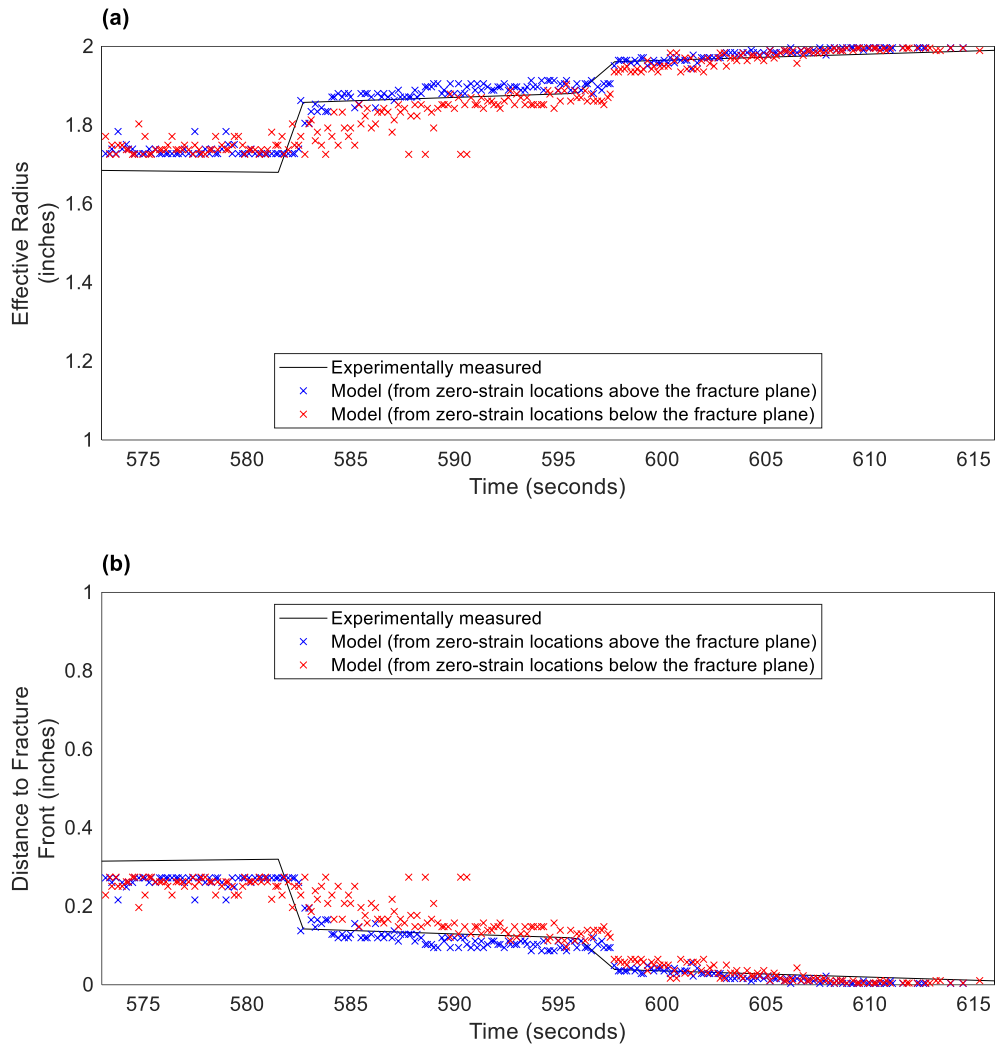 (a)
2
1.8
1.6
1.4
1.2
1
Effective Radius
(inches)
Experimentally measured
Model (from zero-strain locations above the fracture plane)
Model (from zero-strain locations below the fracture plane)
575 580 585 590 595 600 605 610 615
Time (seconds)
(b)
1
0.8
0.6
0.4
0.2
0
Distance to Fracture
Front (inches)
Experimentally measured
Model (from zero-strain locations above the fracture plane)
Model (from zero-strain locations below the fracture plane)
575 580 585 590 595 600 605 610 615
Time (seconds)